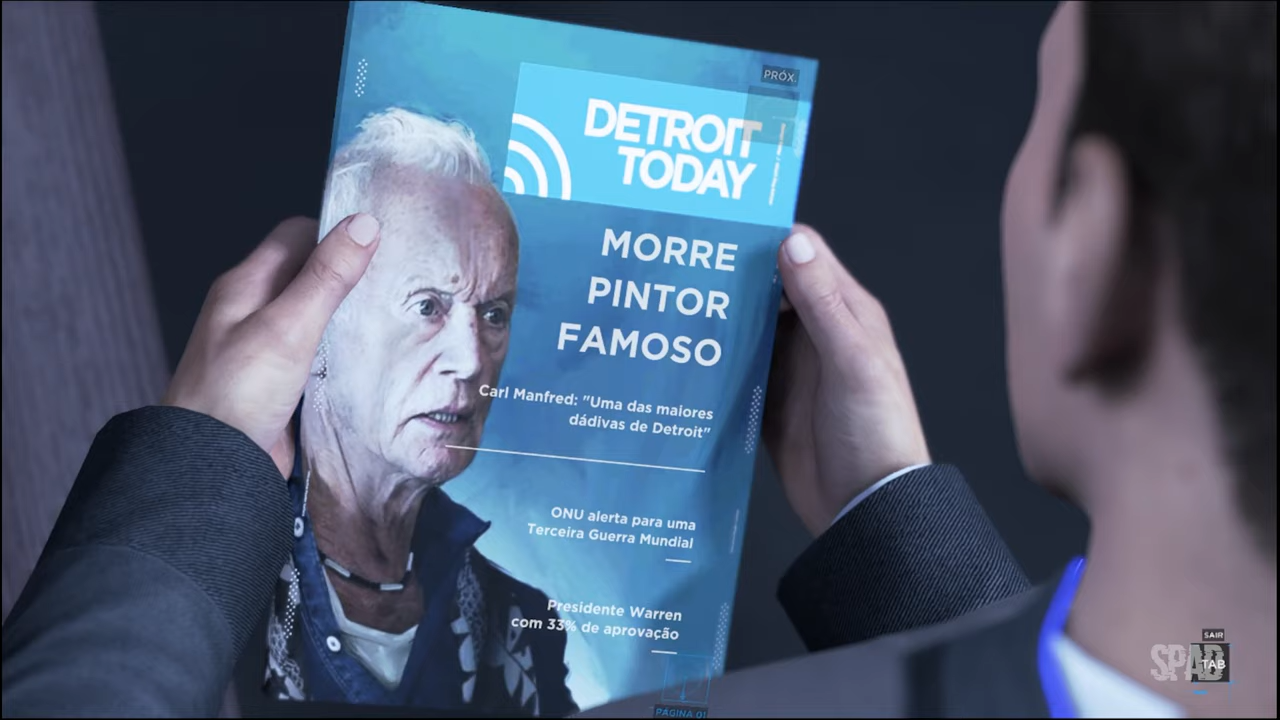 PRÓX.
DETROIT
TODAY
MORRE
PINTOR
FAMOSO
Carl Manfred: "Uma das maiores
dádivas de Detroit"
ONU alerta para uma
Terceira Guerra Mundial
Presidente Warren
com 33% de aprovação
PÁGINA 01
SAIR
TAB
SPAD